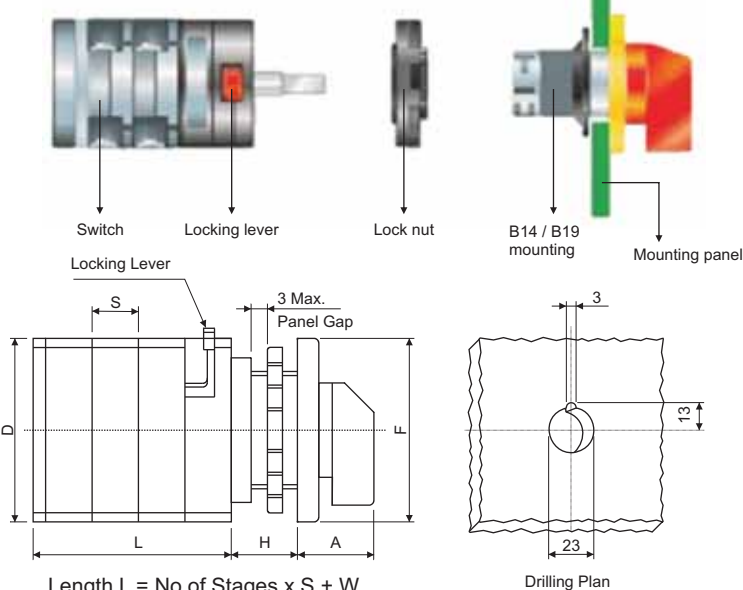 Switch
Locking lever
Lock nut
B14 / B19
mounting
Mounting panel
Locking Lever
S
3 Max.
Panel Gap
D
F
L
H
A
3
13
23
Length L = No of Stages x S + W
Drilling Plan